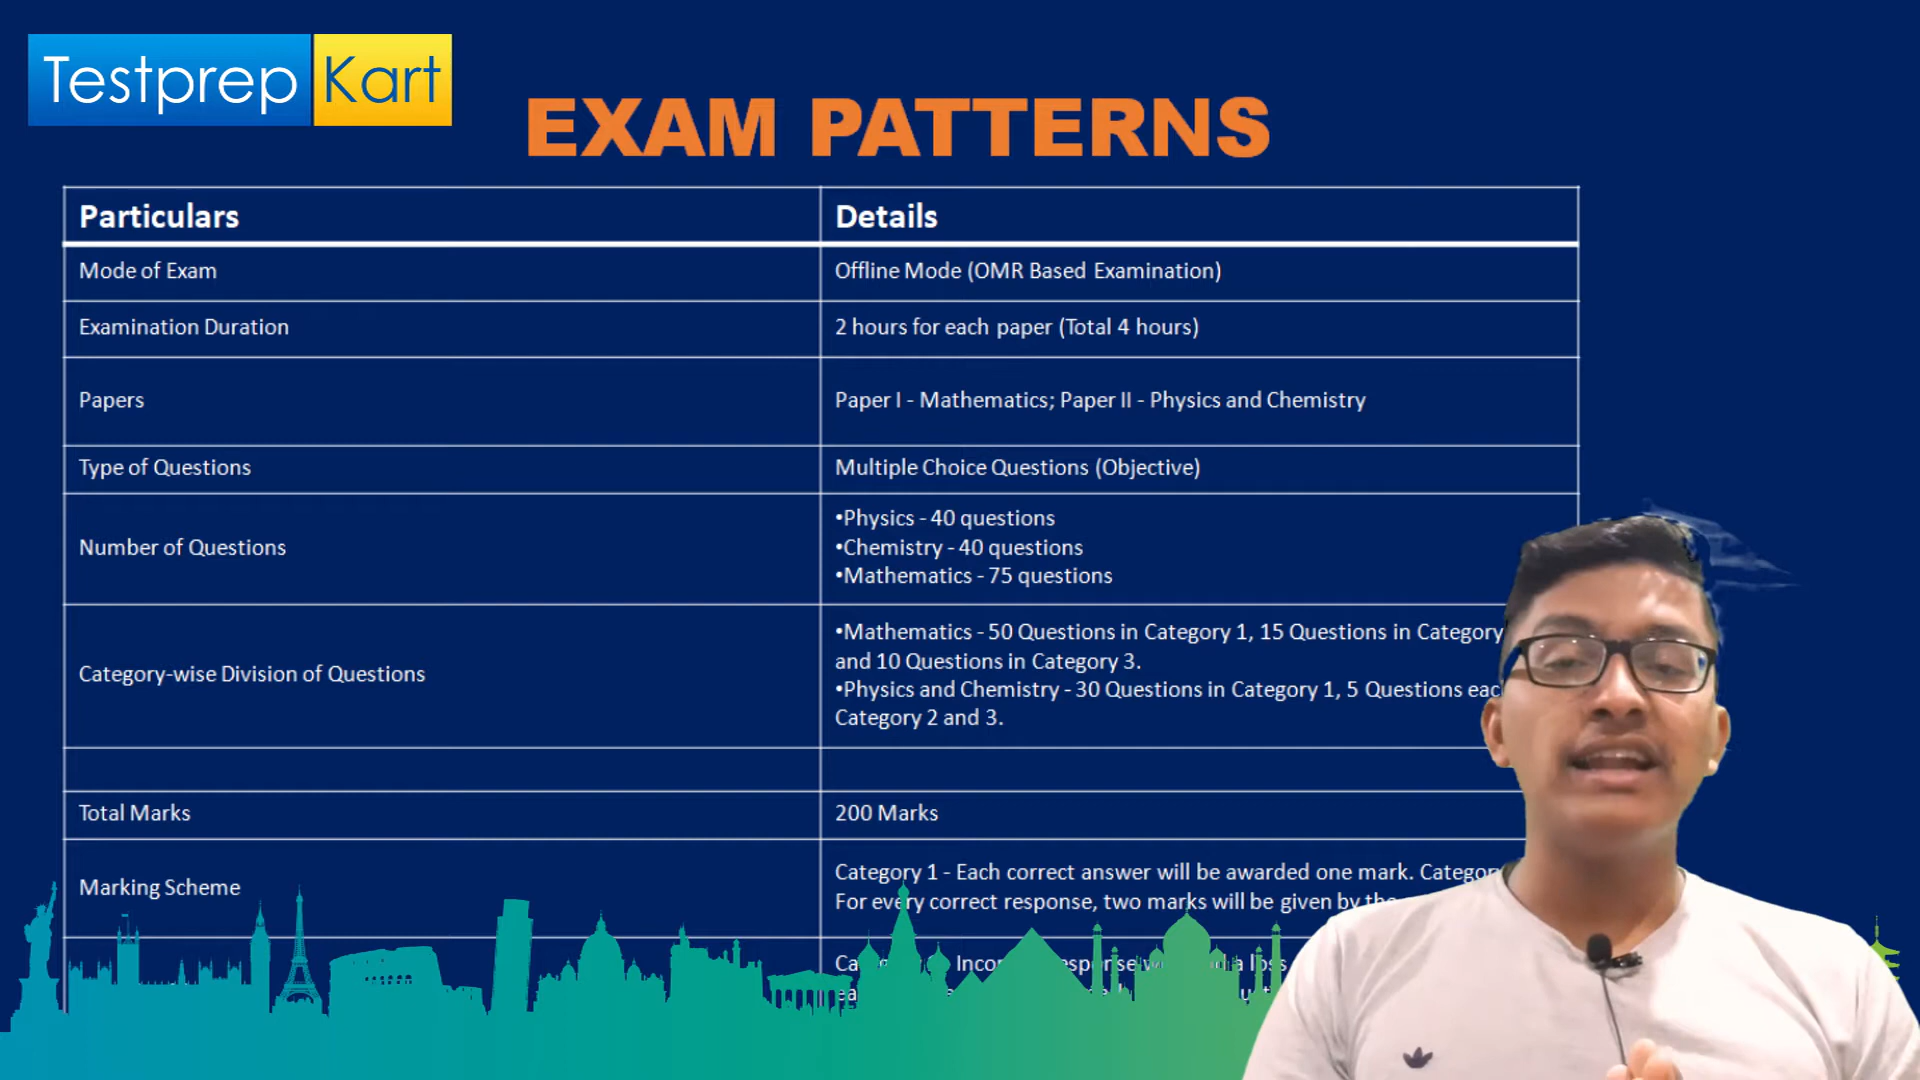 Testprep Kart
EXAM PATTERNS
Particulars
Details
Mode of Exam
Offline Mode (OMR Based Examination)
Examination Duration
2 hours for each paper (Total 4 hours)
Papers
Paper I - Mathematics; Paper II - Physics and Chemistry
Type of Questions
Multiple Choice Questions (Objective)
Number of Questions
•Physics - 40 questions
•Chemistry - 40 questions
•Mathematics - 75 questions
Category-wise Division of Questions
•Mathematics - 50 Questions in Category 1, 15 Questions in Category
and 10 Questions in Category 3.
•Physics and Chemistry - 30 Questions in Category 1, 5 Questions
Category 2 and 3.
Total Marks
200 Marks
Marking Scheme
Category 1 - Each correct answer will be awarded one mark.
For every correct response, two marks will be given by the
a loss